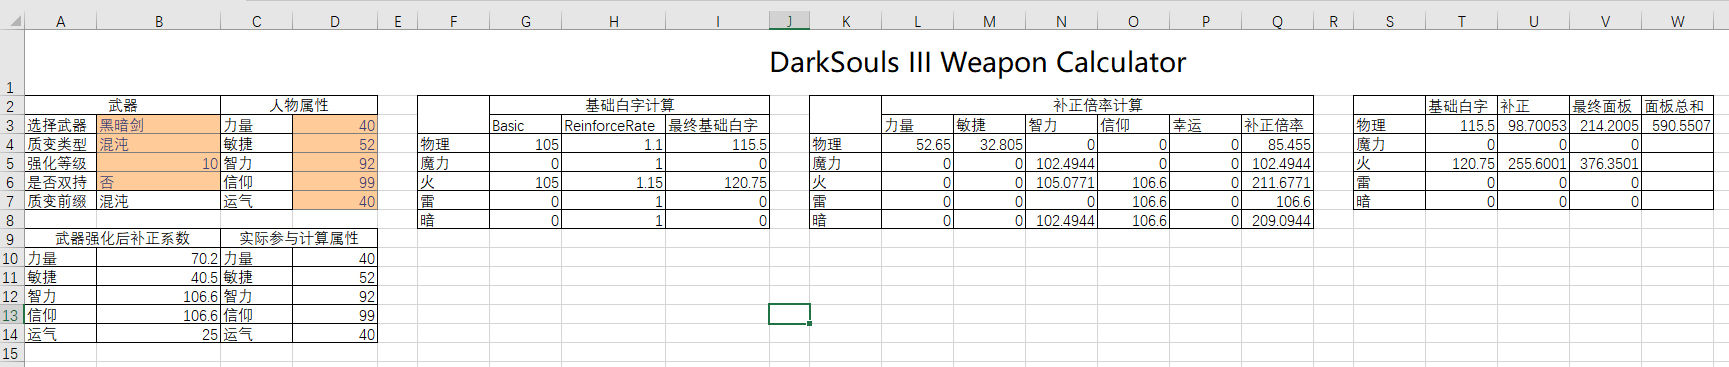 A B C D E F G H I J K L M N O P Q R S T U V W
1 DarkSouls III Weapon Calculator
2 武器 人物属性 基础白字计算 补正倍率计算 基础白字 补正 最终面板 面板总和
3 选择武器 黑暗剑 力量 40 Basic ReinforceRate 最终基础白字 力量 敏捷 智力 信仰 幸运 补正倍率 物理 115.5 98.70053 214.2005 590.5507
4 质变类型 混沌 敏捷 52 物理 105 1.1 115.5 物理 52.65 32.805 0 0 0 85.455 魔力 0 0 0
5 强化等级 10 智力 92 魔力 0 1 0 魔力 0 0 102.4944 0 0 102.4944 火 120.75 255.6001 376.3501
6 是否双持 否 信仰 99 火 105 1.15 120.75 火 0 0 105.0771 106.6 0 211.6771 雷 0 0 0
7 质变前缀 混沌 运气 40 雷 0 1 0 雷 0 0 0 106.6 0 106.6 暗 0 0 0
8 暗 0 1 0 暗 0 0 102.4944 106.6 0 209.0944
9 武器强化后补正系数 实际参与计算属性
10 力量 70.2 力量 40
11 敏捷 40.5 敏捷 52
12 智力 106.6 智力 92
13 信仰 106.6 信仰 99
14 运气 25 运气 40
15